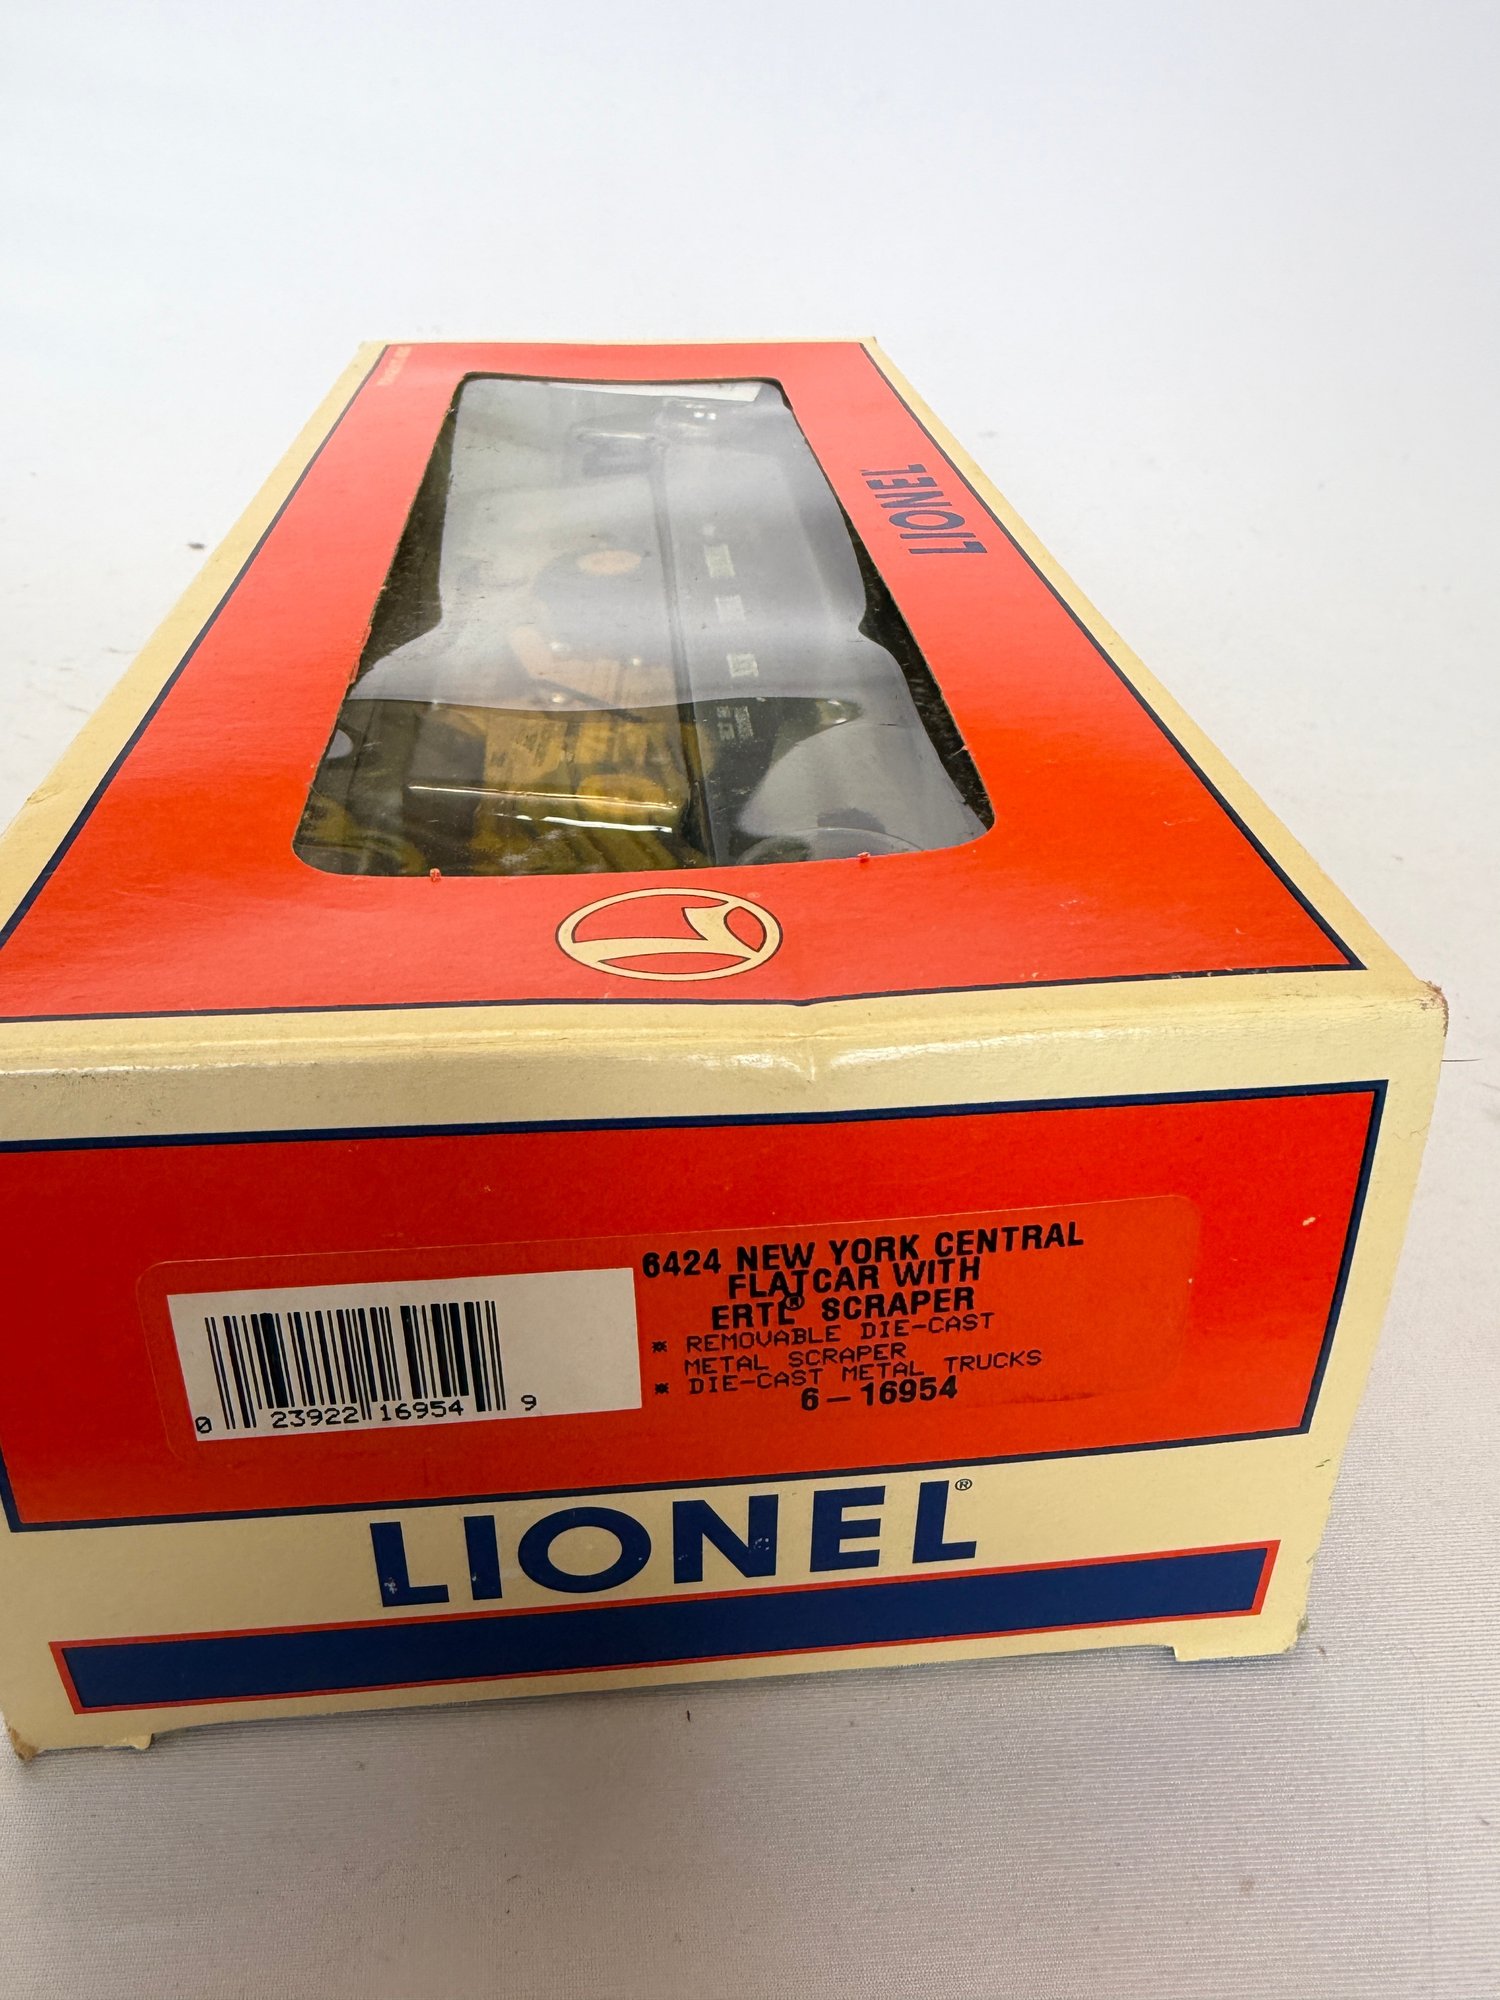 LIONEL
6424 NEW YORK CENTRAL
FLATCAR WITH
ERTL® SCRAPER
* REMOVABLE DIE-CAST
METAL SCRAPER
* DIE-CAST METAL TRUCKS
6-16954
0 23922 16954 9
LIONEL®